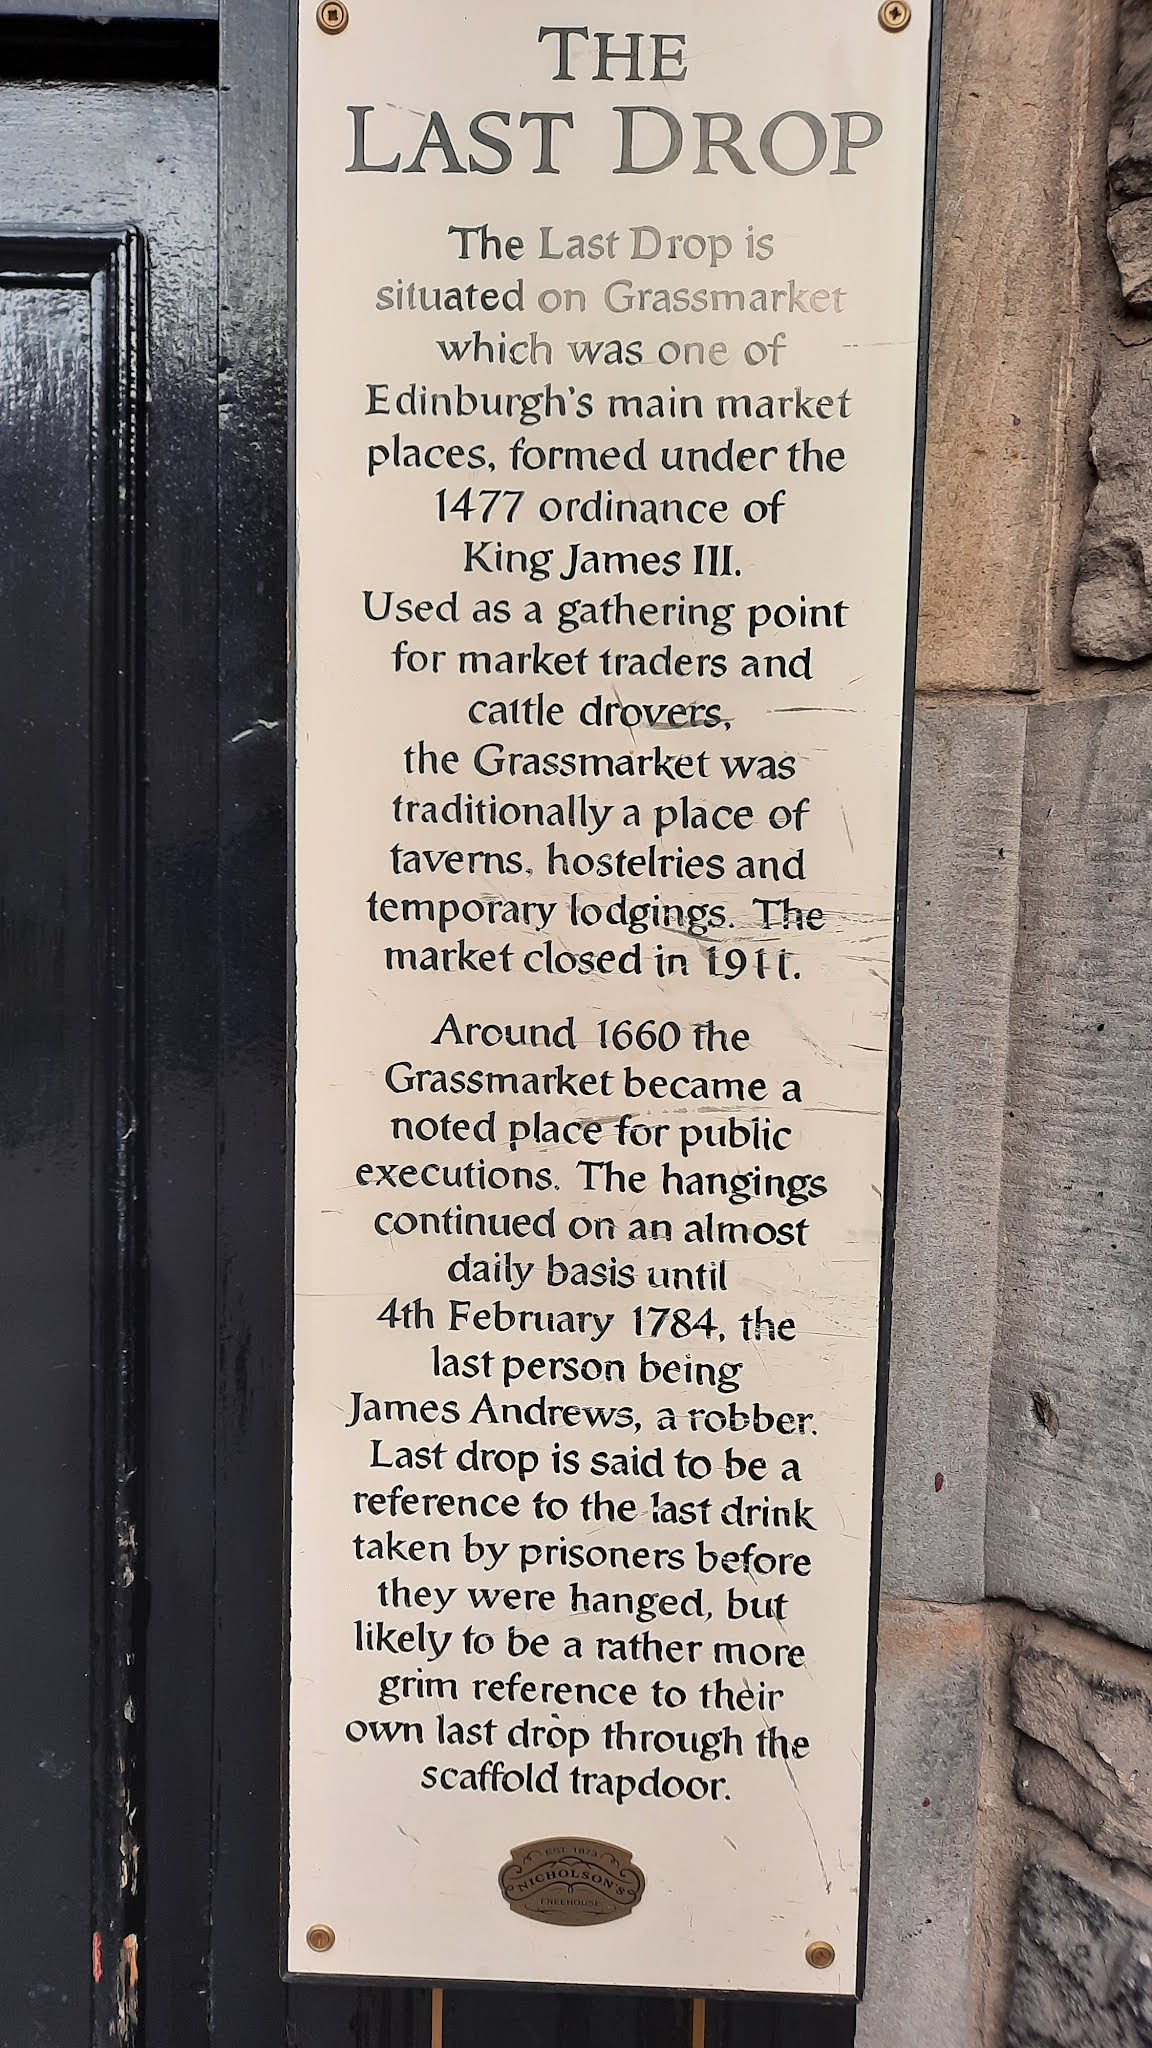 THE
LAST DROP
The Last Drop is
situated on Grassmarket
which was one of
Edinburgh's main market
places, formed under the
1477 ordinance of
King James III.
Used as a gathering point
for market traders and
cattle drovers,
the Grassmarket was
traditionally a place of
taverns, hostelries and
temporary lodgings. The
market closed in 1911.
Around 1660 the
Grassmarket became a
noted place for public
executions. The hangings
continued on an almost
daily basis until
4th February 1784, the
last person being
James Andrews, a robber.
Last drop is said to be a
reference to the last drink
taken by prisoners before
they were hanged, but
likely to be a rather more
grim reference to their
own last drop through the
scaffold trapdoor.
EST. 1873
NICHOLSON'S
FREEHOUSE